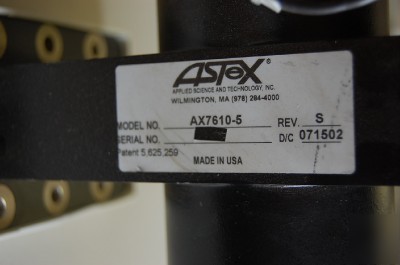 ASTeX®
APPLIED SCIENCE AND TECHNOLOGY, INC.
WILMINGTON, MA (978) 284-4000
MODEL NO. AX7610-5 REV. S
SERIAL NO. D/C 071502
Patent 5,625,259
MADE IN USA